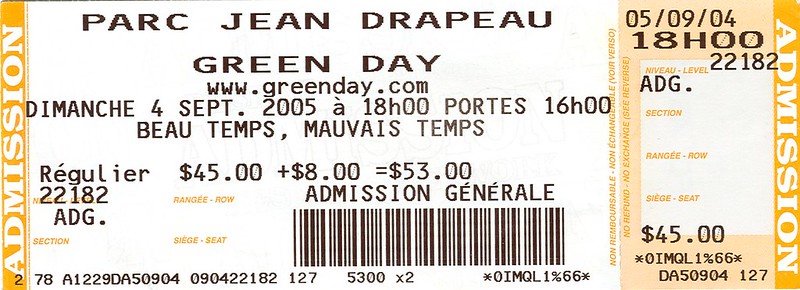 ADMISSION
PARC JEAN DRAPEAU
GREEN DAY
www.greenday.com
DIMANCHE 4 SEPT. 2005 à 18h00 PORTES 16h00
BEAU TEMPS, MAUVAIS TEMPS
Régulier $45.00 +$8.00 =$53.00
22182 ADMISSION GÉNÉRALE
NIVEAU - LEVEL RANGÉE - ROW
ADG.
SECTION SIÈGE - SEAT
2 78 A1229DA50904 090422182 127 5300 x2 *0IMQL1%66*
NON REMBOURSABLE - NON ÉCHANGEABLE (VOIR VERSO)
NO REFUND - NO EXCHANGE (SEE REVERSE)
05/09/04
18H00
NIVEAU - LEVEL 22182
ADG.
SECTION
RANGÉE - ROW
SIÈGE - SEAT
$45.00
*0IMQL1%66*
DA50904 127
ADMISSION